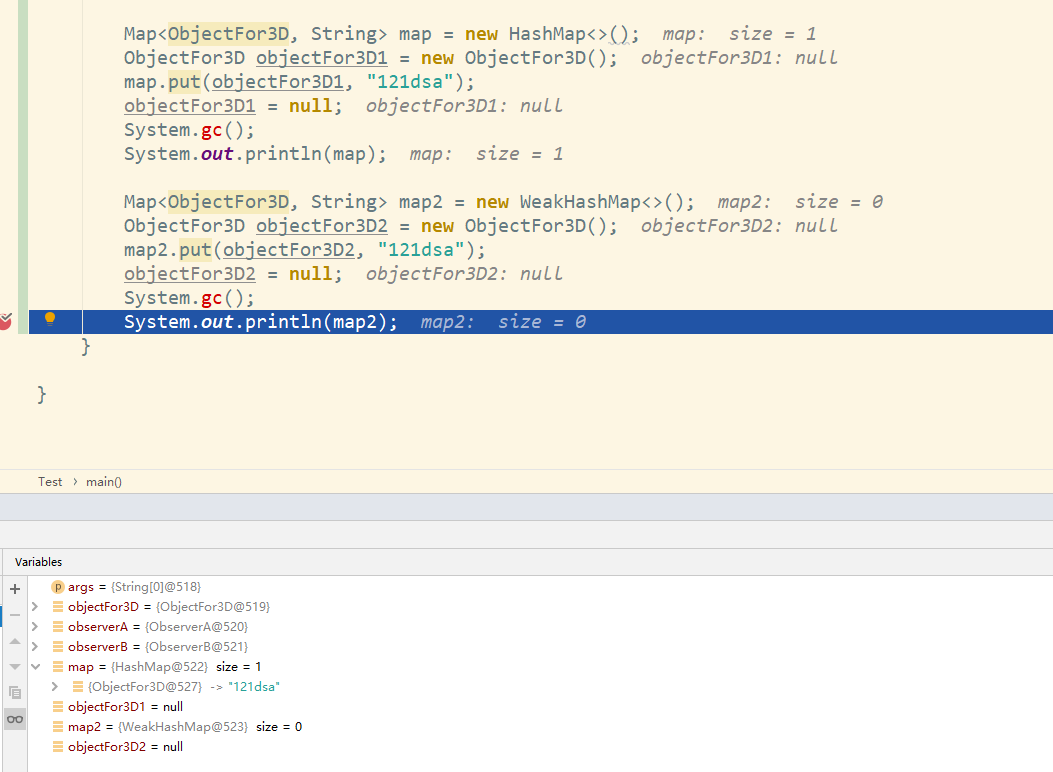 Map<ObjectFor3D, String> map = new HashMap<>(); map: size = 1
ObjectFor3D objectFor3D1 = new ObjectFor3D(); objectFor3D1: null
map.put(objectFor3D1, "121dsa");
objectFor3D1 = null; objectFor3D1: null
System.gc();
System.out.println(map); map: size = 1
Map<ObjectFor3D, String> map2 = new WeakHashMap<>(); map2: size = 0
ObjectFor3D objectFor3D2 = new ObjectFor3D(); objectFor3D2: null
map2.put(objectFor3D2, "121dsa");
objectFor3D2 = null; objectFor3D2: null
System.gc();
System.out.println(map2); map2: size = 0
}
}
Test › main()
Variables
p args = {String[0]@518}
objectFor3D = {ObjectFor3D@519}
observerA = {ObserverA@520}
observerB = {ObserverB@521}
map = {HashMap@522} size = 1
{ObjectFor3D@527} -> "121dsa"
objectFor3D1 = null
map2 = {WeakHashMap@523} size = 0
objectFor3D2 = null